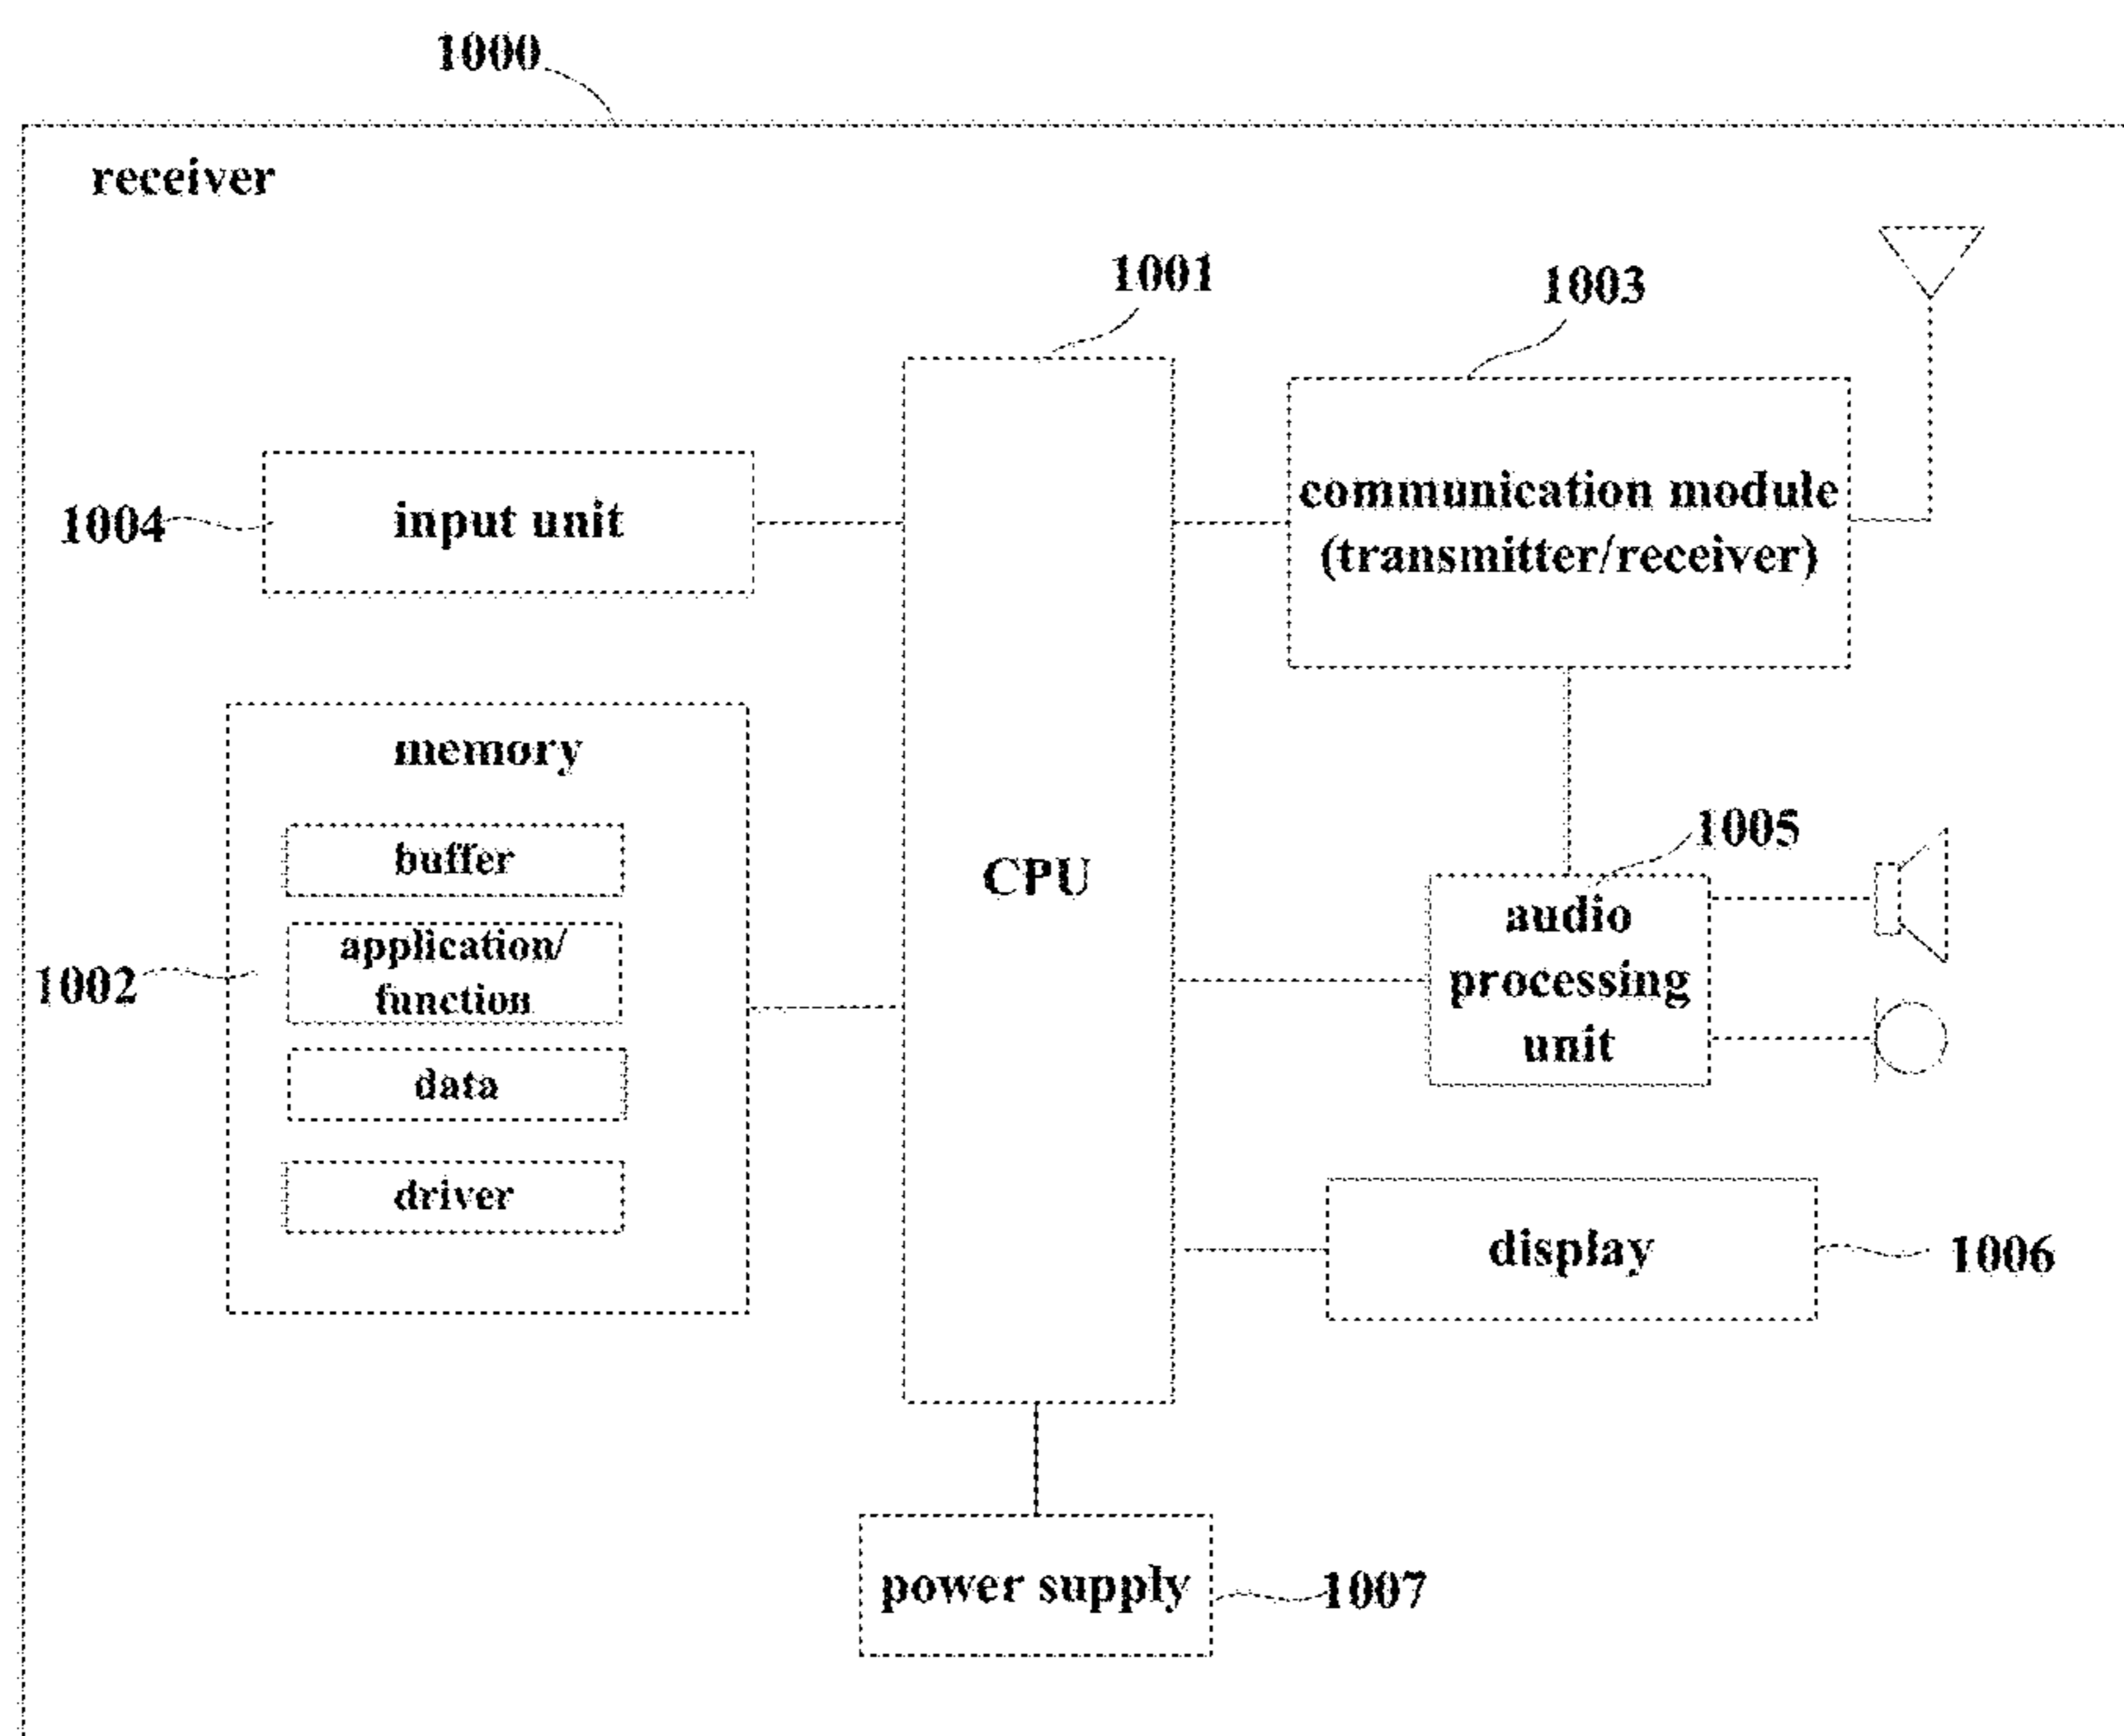 1000
receiver
1001
1003
1004
input unit
communication module
(transmitter/receiver)
memory
buffer
application/
function
data
driver
1002
CPU
1005
audio
processing
unit
display
1006
power supply
1007